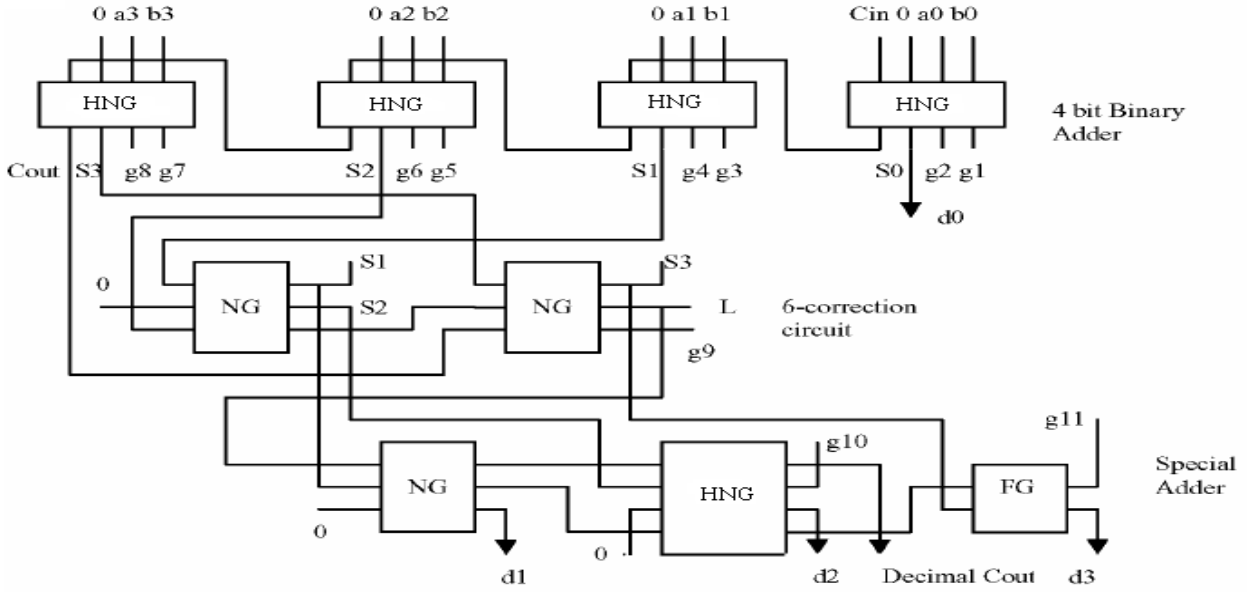 0 a3 b3 0 a2 b2 0 a1 b1 Cin 0 a0 b0
HNG HNG HNG HNG
4 bit Binary
Adder
Cout S3 g8 g7 S2 g6 g5 S1 g4 g3 S0 g2 g1
d0
S1 S3
0
NG S2 NG L
6-correction
circuit
g9
g10 g11
NG HNG FG
Special
Adder
0 0
d1 d2 Decimal Cout d3